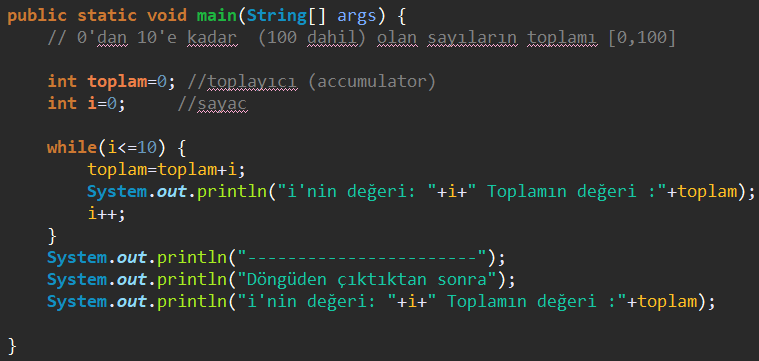 public static void main(String[] args) {
// 0'dan 10'e kadar  (100 dahil) olan sayıların toplamı [0,100]
int toplam=0; //toplayıcı (accumulator)
int i=0;     //sayac
while(i<=10) {
toplam=toplam+i;
System.out.println("i'nin değeri: "+i+" Toplamın değeri :"+toplam);
i++;
}
System.out.println("-----------------------");
System.out.println("Döngüden çıktıktan sonra");
System.out.println("i'nin değeri: "+i+" Toplamın değeri :"+toplam);
}